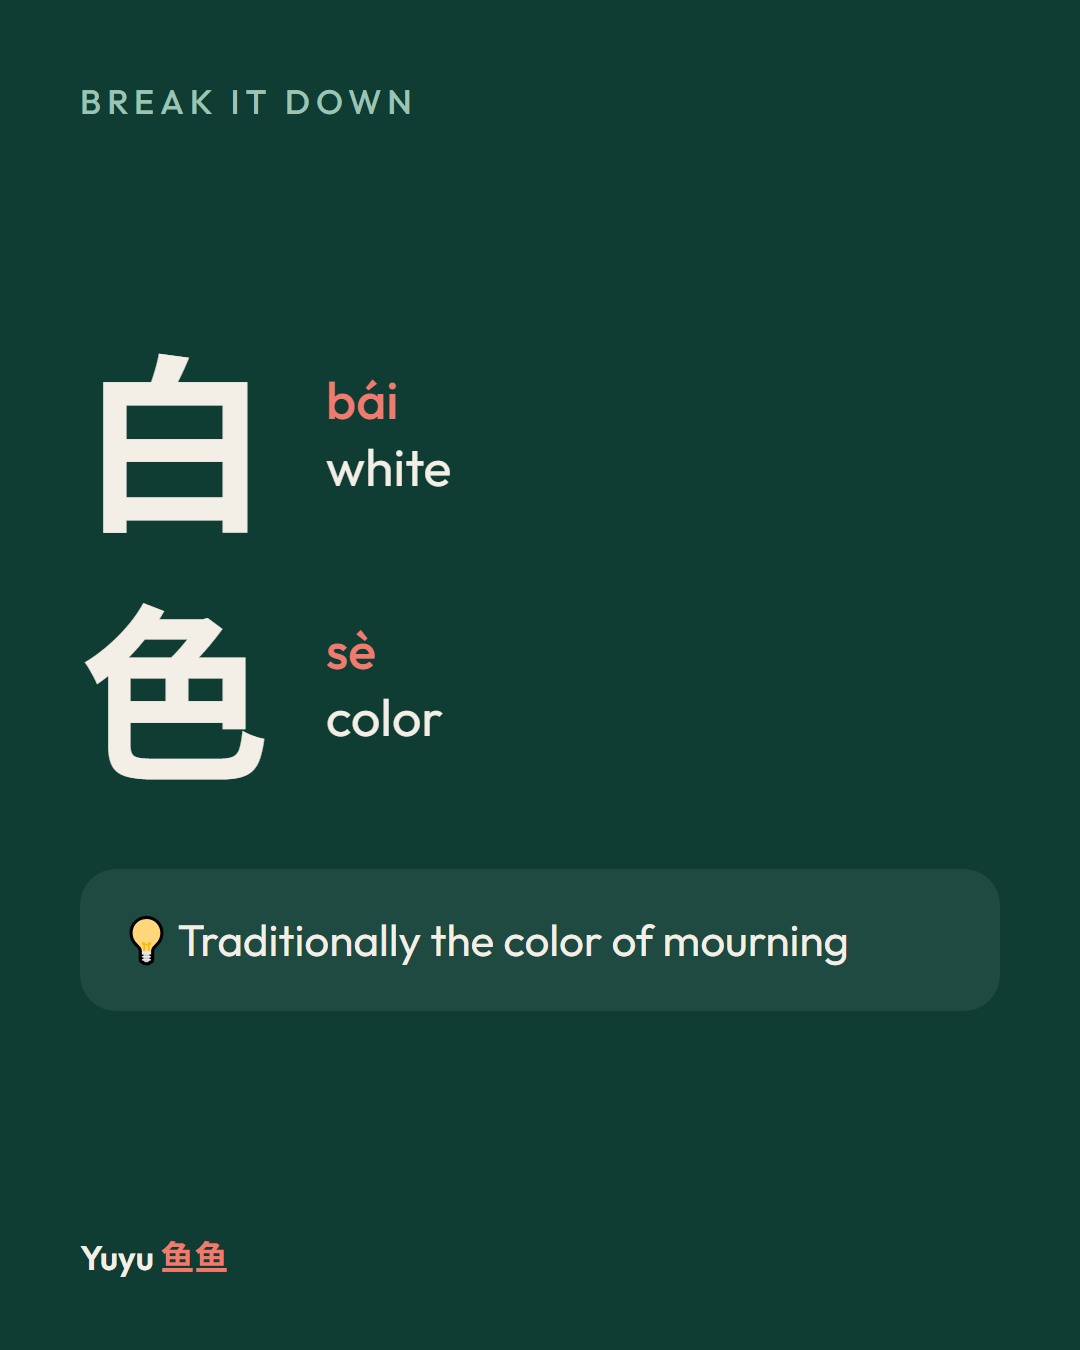 BREAK IT DOWN
白
bái
white
色
sè
color
💡 Traditionally the color of mourning
Yuyu 鱼鱼